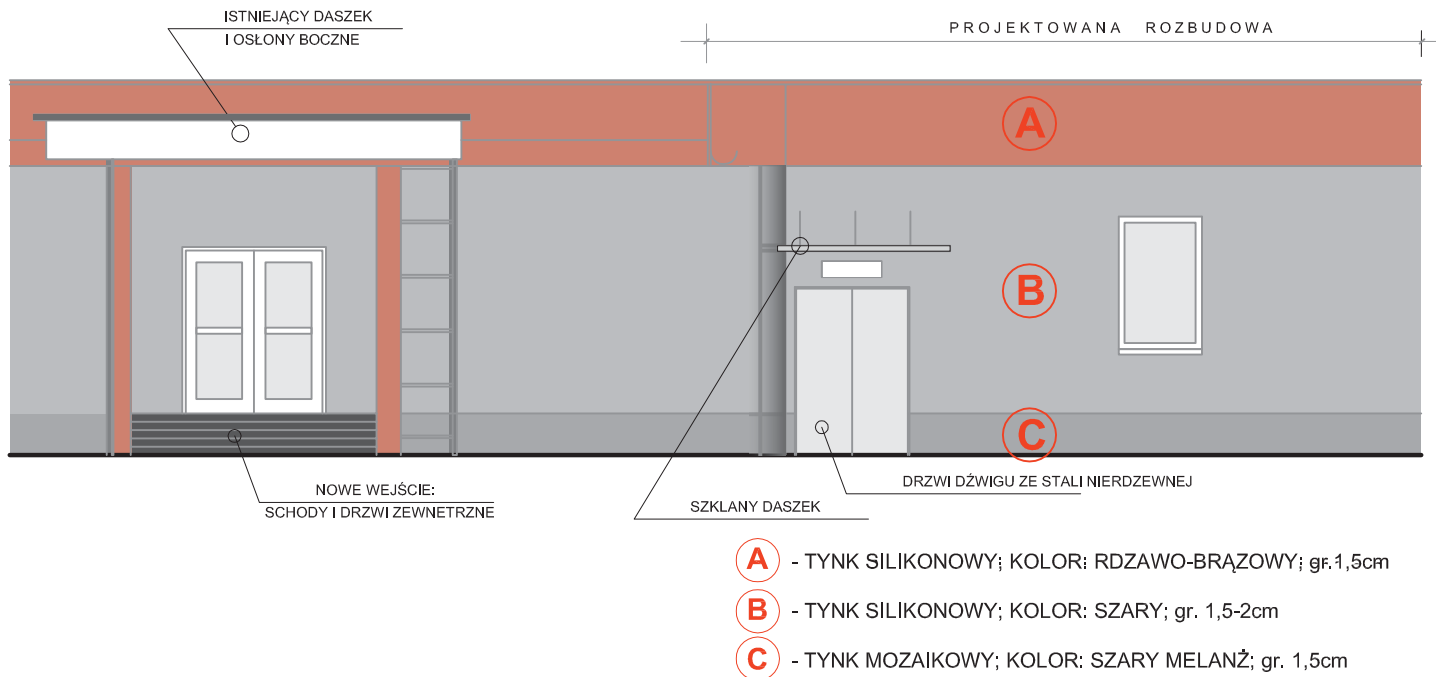 ISTNIEJĄCY DASZEK
I OSŁONY BOCZNE
PROJEKTOWANA ROZBUDOWA
A
B
C
NOWE WEJŚCIE:
SCHODY I DRZWI ZEWNETRZNE
SZKLANY DASZEK
DRZWI DŹWIGU ZE STALI NIERDZEWNEJ
A - TYNK SILIKONOWY; KOLOR: RDZAWO-BRĄZOWY; gr.1,5cm
B - TYNK SILIKONOWY; KOLOR: SZARY; gr. 1,5-2cm
C - TYNK MOZAIKOWY; KOLOR: SZARY MELANŻ; gr. 1,5cm